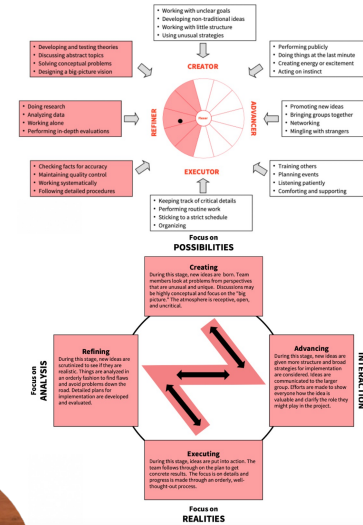 • Working with unclear goals
• Developing non-traditional ideas
• Working with little structure
• Using unusual strategies
• Developing and testing theories
• Discussing abstract topics
• Solving conceptual problems
• Designing a big-picture vision
CREATOR
• Performing publicly
• Doing things at the last minute
• Creating energy or excitement
• Acting on instinct
• Doing research
• Analyzing data
• Working alone
• Performing in-depth evaluations
REFINER
ADVANCER
• Promoting new ideas
• Bringing groups together
• Networking
• Mingling with strangers
• Checking facts for accuracy
• Maintaining quality control
• Working systematically
• Following detailed procedures
EXECUTOR
• Training others
• Planning events
• Listening patiently
• Comforting and supporting
• Keeping track of critical details
• Performing routine work
• Sticking to a strict schedule
• Organizing
Focus on
POSSIBILITIES
Creating
During this stage, new ideas are born. Team
members look at problems from perspectives
that are unusual and unique. Discussions may
be highly conceptual and focus on the "big
picture." The atmosphere is receptive, open,
and uncritical.
Focus on
ANALYSIS
Refining
During this stage, new ideas are
scrutinized to see if they are
realistic. Things are analyzed in
an orderly fashion to find flaws
and avoid problems down the
road. Detailed plans for
implementation are developed
and evaluated.
Advancing
During this stage, new ideas are
given more structure and broad
strategies for implementation
are considered. Ideas are
communicated to the larger
group. Efforts are made to show
everyone how the idea is
valuable and clarify the role they
might play in the project.
INTERACTION
Executing
During this stage, ideas are put into action. The
team follows through on the plan to get
concrete results. The focus is on details and
progress is made through an orderly, well-
thought-out process.
Focus on
REALITIES